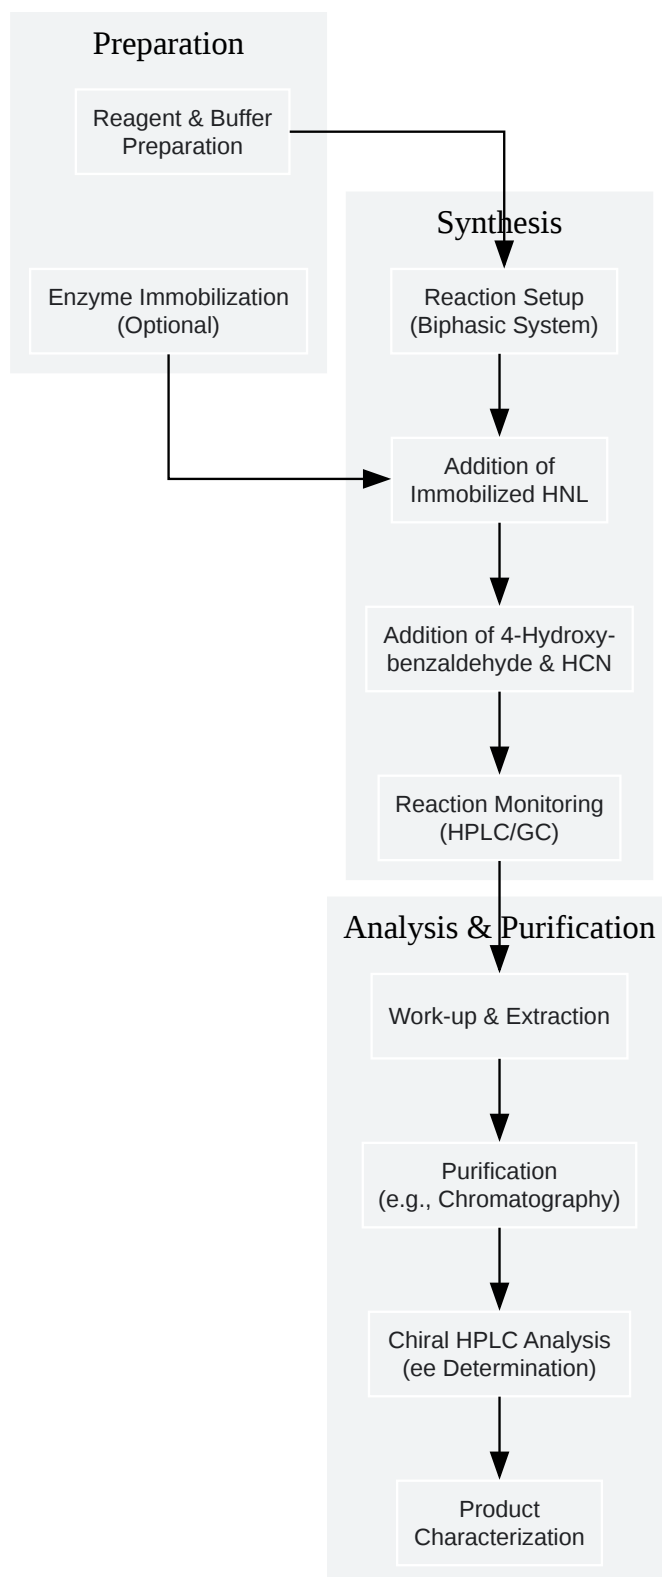 Preparation
Reagent & Buffer
Preparation
Enzyme Immobilization
(Optional)
Synthesis
Reaction Setup
(Biphasic System)
Addition of
Immobilized HNL
Addition of 4-Hydroxy-
benzaldehyde & HCN
Reaction Monitoring
(HPLC/GC)
Analysis & Purification
Work-up & Extraction
Purification
(e.g., Chromatography)
Chiral HPLC Analysis
(ee Determination)
Product
Characterization